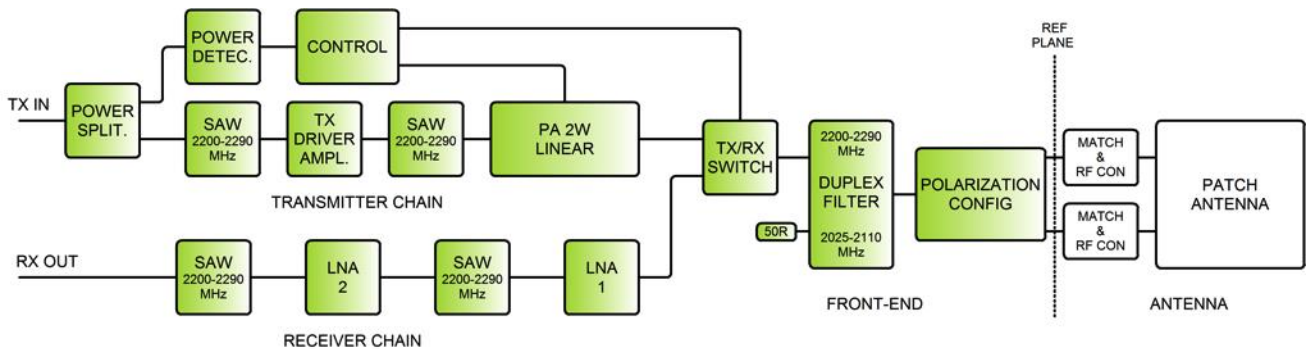 POWER
DETEC.
CONTROL
REF
PLANE
TX IN
POWER
SPLIT.
SAW
2200-2290
MHz
TX
DRIVER
AMPL.
SAW
2200-2290
MHz
PA 2W
LINEAR
TX/RX
SWITCH
2200-2290
MHz
DUPLEX
FILTER
2025-2110
MHz
50R
POLARIZATION
CONFIG
MATCH
&
RF CON
MATCH
&
RF CON
PATCH
ANTENNA
TRANSMITTER CHAIN
RX OUT
SAW
2200-2290
MHz
LNA
2
SAW
2200-2290
MHz
LNA
1
FRONT-END
ANTENNA
RECEIVER CHAIN